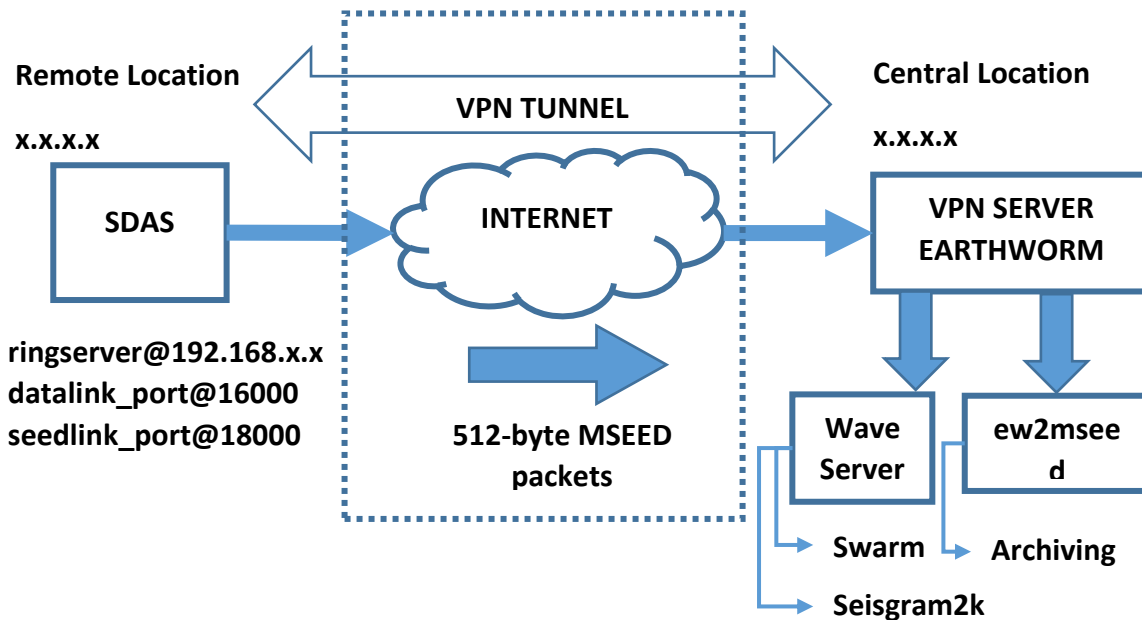 Remote Location
x.x.x.x
SDAS
ringserver@192.168.x.x
datalink_port@16000
seedlink_port@18000
VPN TUNNEL
INTERNET
512-byte MSEED
packets
Central Location
x.x.x.x
VPN SERVER
EARTHWORM
Wave
Server
ew2msee
d
Swarm
Seisgram2k
Archiving